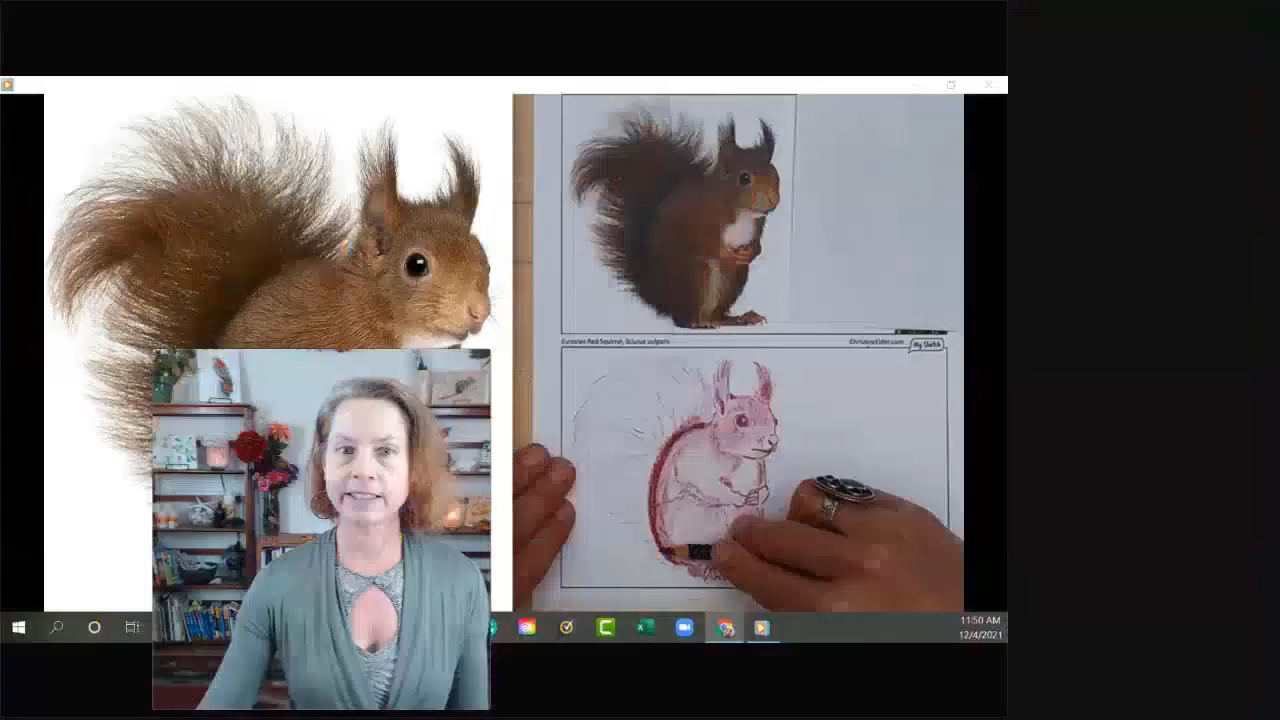 Eurasian Red Squirrel, Sciurus vulgaris
ChristineElder.com
My Sketch
11:50 AM
12/4/2021